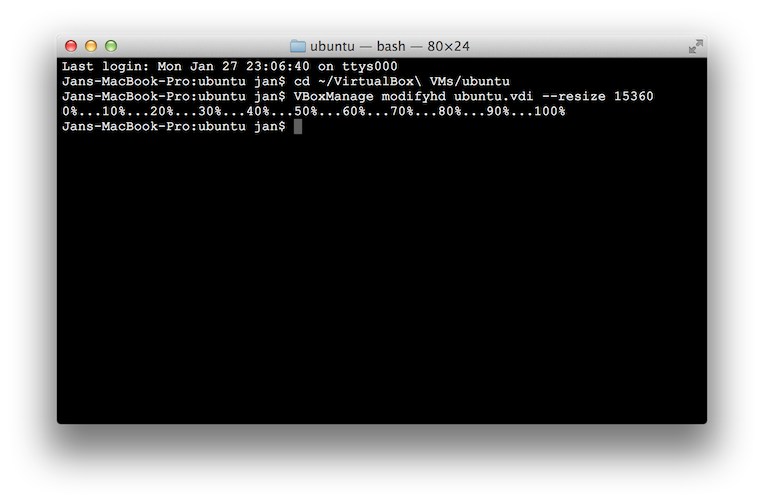 ubuntu — bash — 80×24
Last login: Mon Jan 27 23:06:40 on ttys000
Jans-MacBook-Pro:ubuntu jan$ cd ~/VirtualBox\ VMs/ubuntu
Jans-MacBook-Pro:ubuntu jan$ VBoxManage modifyhd ubuntu.vdi --resize 15360
0%...10%...20%...30%...40%...50%...60%...70%...80%...90%...100%
Jans-MacBook-Pro:ubuntu jan$